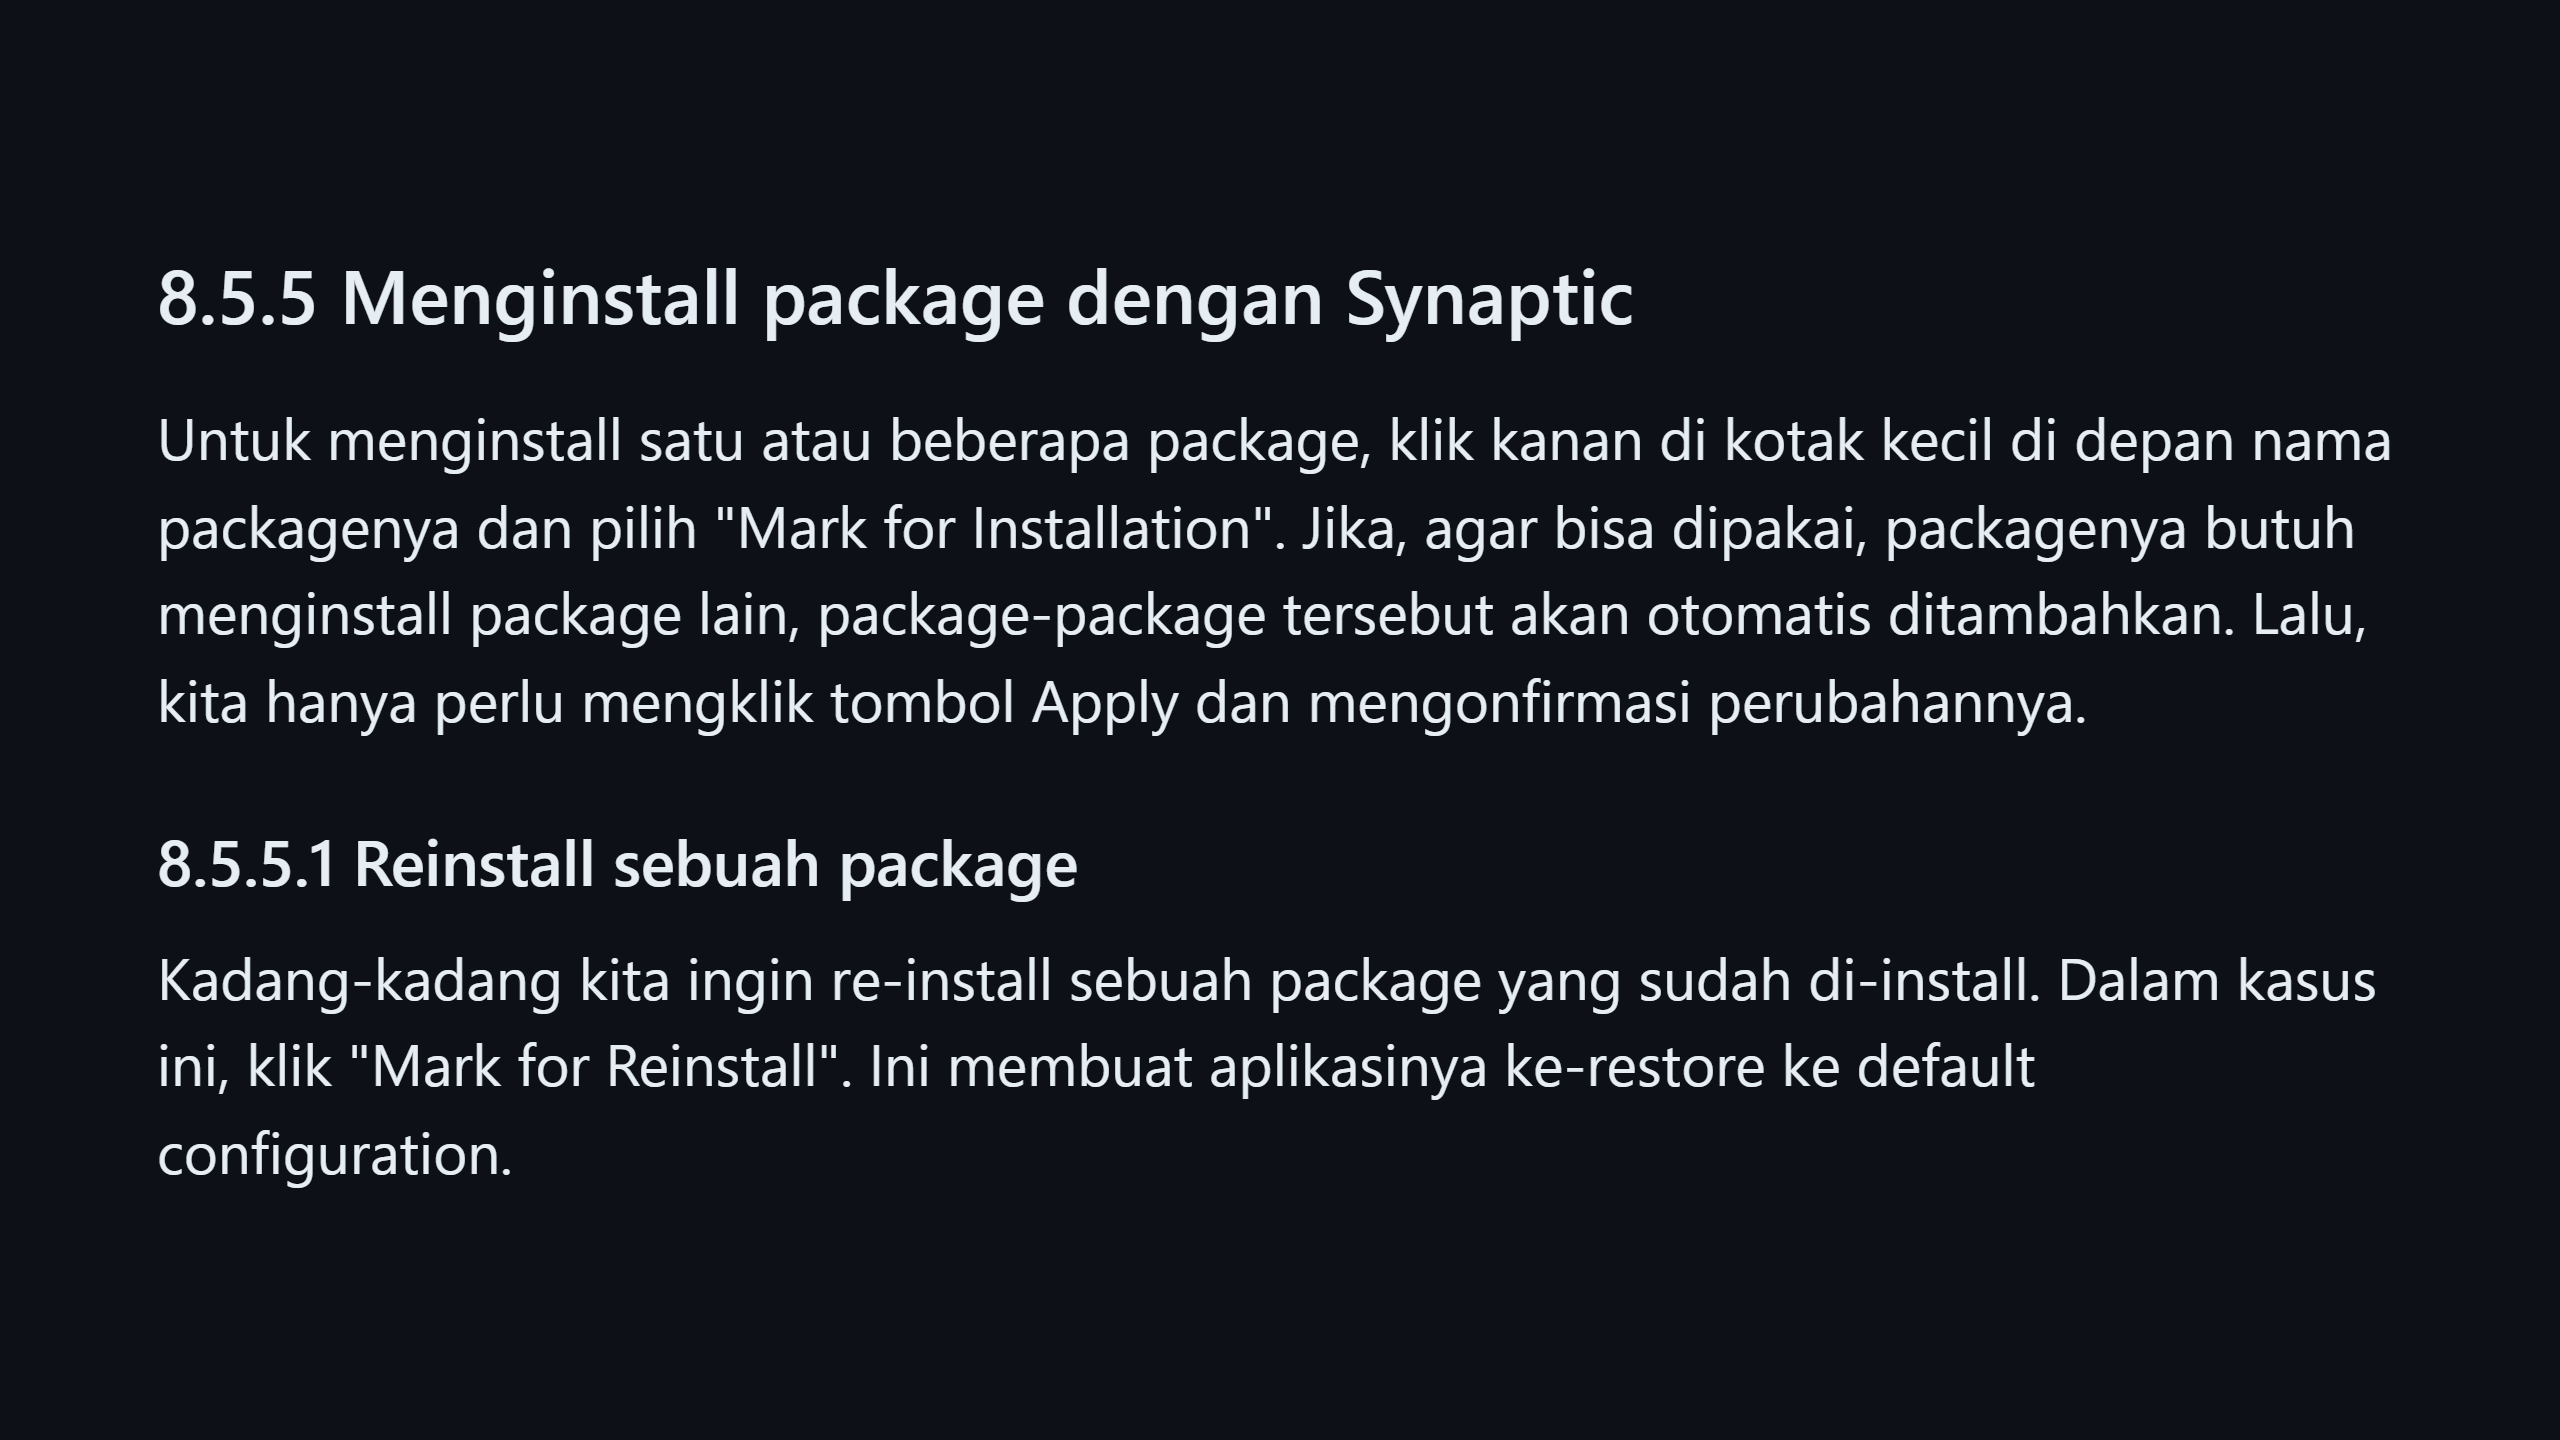 8.5.5 Menginstall package dengan Synaptic
Untuk menginstall satu atau beberapa package, klik kanan di kotak kecil di depan nama
packagenya dan pilih "Mark for Installation". Jika, agar bisa dipakai, packagenya butuh
menginstall package lain, package-package tersebut akan otomatis ditambahkan. Lalu,
kita hanya perlu mengklik tombol Apply dan mengonfirmasi perubahannya.
8.5.5.1 Reinstall sebuah package
Kadang-kadang kita ingin re-install sebuah package yang sudah di-install. Dalam kasus
ini, klik "Mark for Reinstall". Ini membuat aplikasinya ke-restore ke default
configuration.